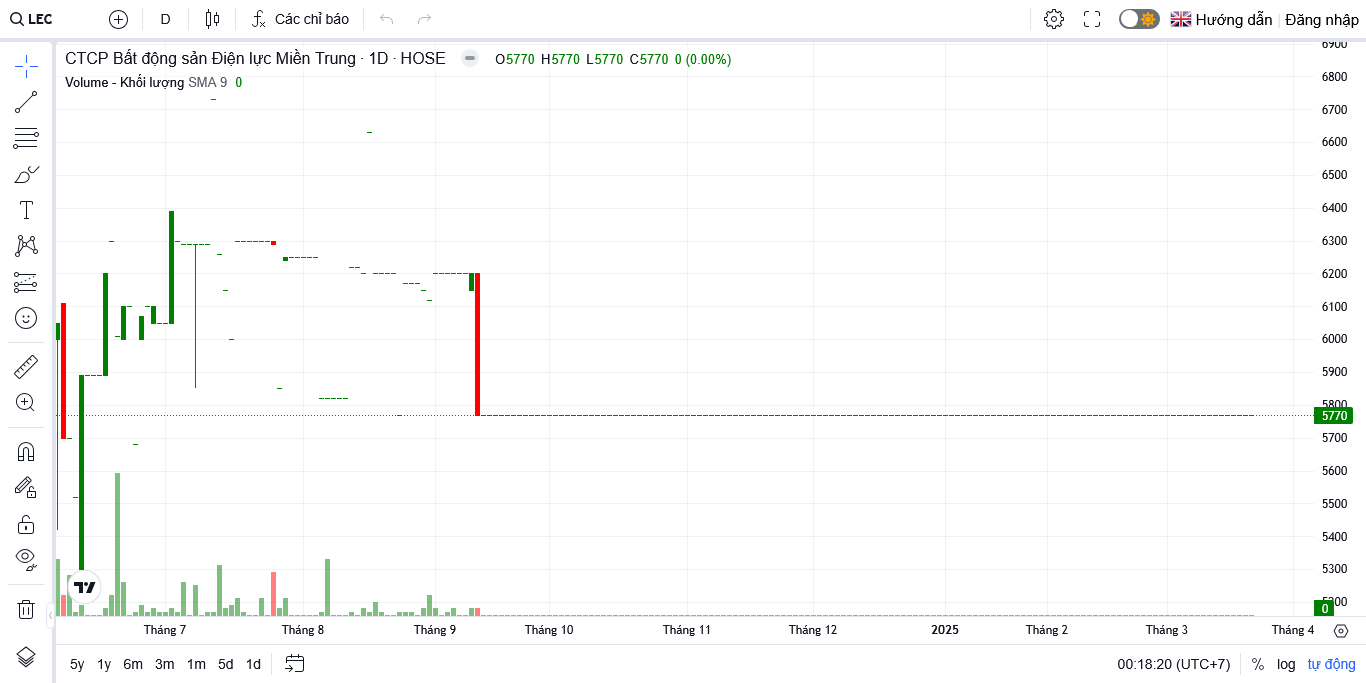 LEC
D
Các chỉ báo
Hướng dẫn
Đăng nhập
CTCP Bất động sản Điện lực Miền Trung · 1D · HOSE
O5770 H5770 L5770 C5770 0 (0.00%)
Volume - Khối lượng SMA 9 0
6900
6800
6700
6600
6500
6400
6300
6200
6100
6000
5900
5800
5770
5700
5600
5500
5400
5300
5200
0
Tháng 7
Tháng 8
Tháng 9
Tháng 10
Tháng 11
Tháng 12
2025
Tháng 2
Tháng 3
Tháng 4
5y 1y 6m 3m 1m 5d 1d
00:18:20 (UTC+7)
% log tự động